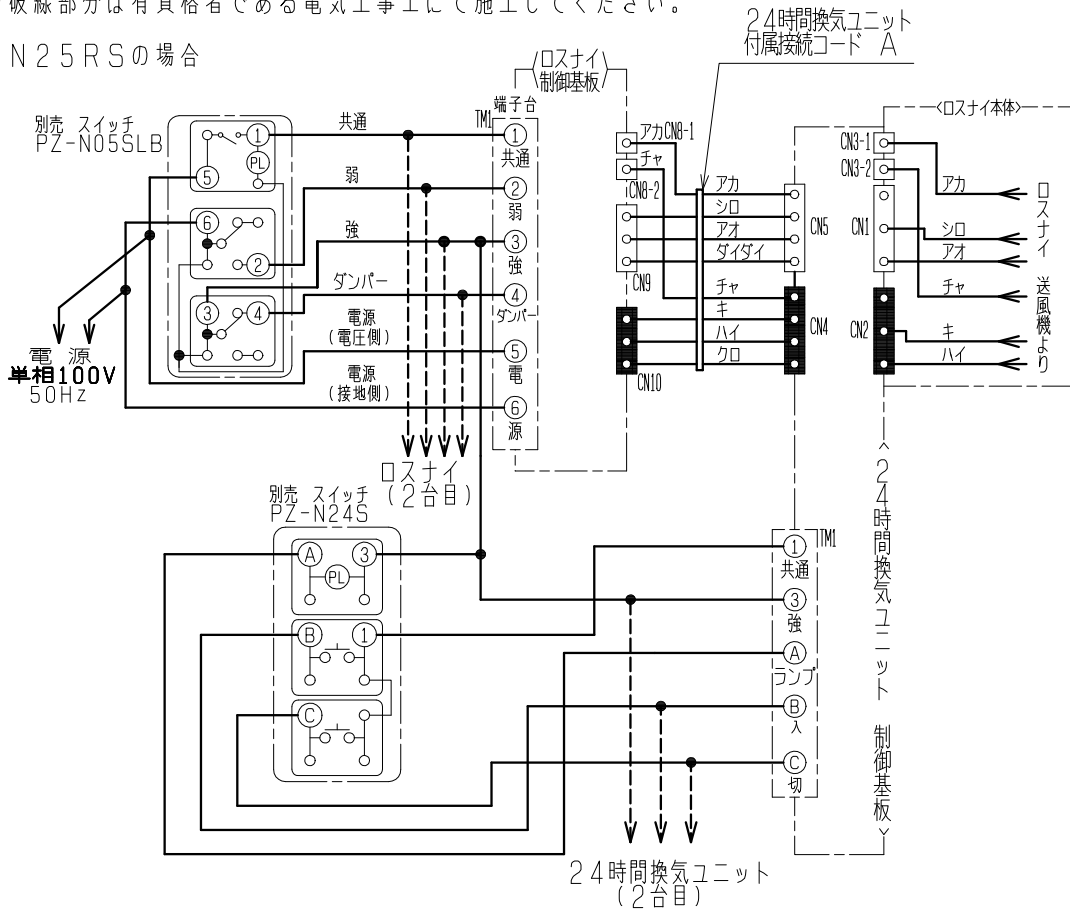 破線部分は有資格者である電気工事士にて施工してください。
N25RSの場合
24時間換気ユニット
付属接続コード A
ロスナイ
制御基板
<ロスナイ本体>
別売 スイッチ
PZ-N05SLB
1
PL
5
6
2
3
4
共通
弱
強
ダンパー
電源
(電圧側)
電源
(接地側)
電源
単相100V
50Hz
端子台
TM1
1
共通
2
弱
3
強
4
ダンパー
5
電
6
源
アカ CN8-1
チャ
CN8-2
CN9
CN10
アカ
シロ
アオ
ダイダイ
チャ
キ
ハイ
クロ
CN5
CN4
CN3-1
CN3-2
CN1
CN2
アカ
シロ
アオ
チャ
キ
ハイ
ロスナイ 送風機より
ロスナイ
(2台目)
別売 スイッチ
PZ-N24S
A
3
PL
B
1
C
TM1
1
共通
3
強
A
ランプ
B
入
C
切
<24時間換気ユニット 制御基板>
24時間換気ユニット
(2台目)